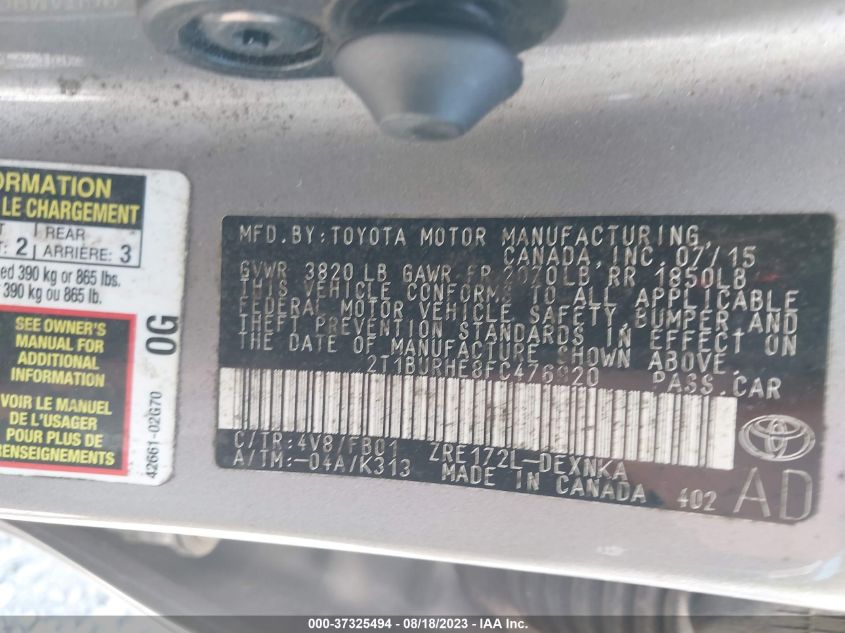 ORMATION
LE CHARGEMENT
T REAR
: 2 ARRIÈRE: 3
ed 390 kg or 865 lbs.
390 kg ou 865 lb.
SEE OWNER'S
MANUAL FOR
ADDITIONAL
INFORMATION
VOIR LE MANUEL
DE L'USAGER
POUR PLUS DE
RENSEIGNEMENTS
0G
42661-02G70
MFD.BY:TOYOTA MOTOR MANUFACTURING,
CANADA,INC.07/15
GVWR 3820 LB GAWR FR 2020LB RR 1850LB
THIS VEHICLE CONFORMS TO ALL APPLICABLE
FEDERAL MOTOR VEHICLE SAFETY,BUMPER,AND
THEFT PREVENTION STANDARDS IN EFFECT ON
THE DATE OF MANUFACTURE SHOWN ABOVE.
PASS.CAR
C/TR:4V8/FB01 ZRE172L-DEXNKA
A/TM:-04A/K313 MADE IN CANADA 402
AD
000-37325494 - 08/18/2023 - IAA Inc.